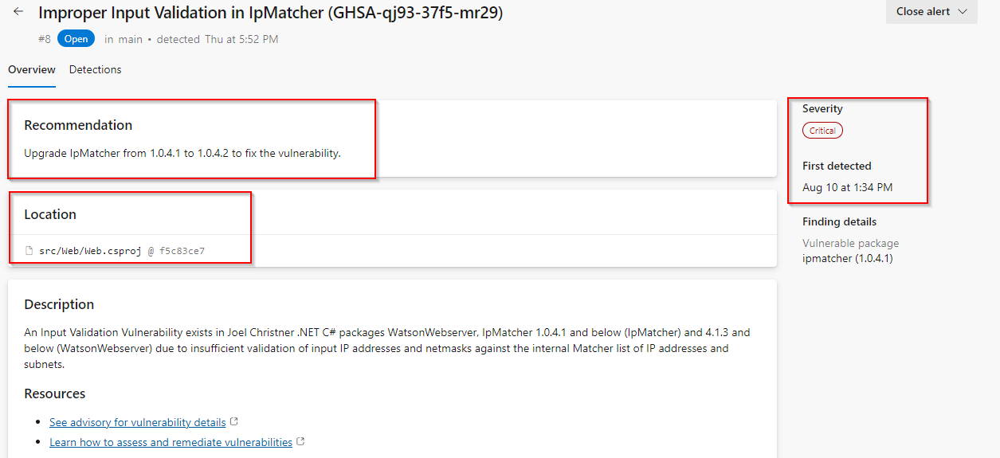 Improper Input Validation in IpMatcher (GHSA-qj93-37f5-mr29)
Close alert
#8 Open in main • detected Thu at 5:52 PM
Overview Detections
Recommendation
Upgrade IpMatcher from 1.0.4.1 to 1.0.4.2 to fix the vulnerability.
Location
src/Web/Web.csproj @ f5c83ce7
Description
An Input Validation Vulnerability exists in Joel Christner .NET C# packages WatsonWebserver, IpMatcher 1.0.4.1 and below (IpMatcher) and 4.1.3 and
below (WatsonWebserver) due to insufficient validation of input IP addresses and netmasks against the internal Matcher list of IP addresses and
subnets.
Resources
• See advisory for vulnerability details
• Learn how to assess and remediate vulnerabilities
Severity
Critical
First detected
Aug 10 at 1:34 PM
Finding details
Vulnerable package
ipmatcher (1.0.4.1)